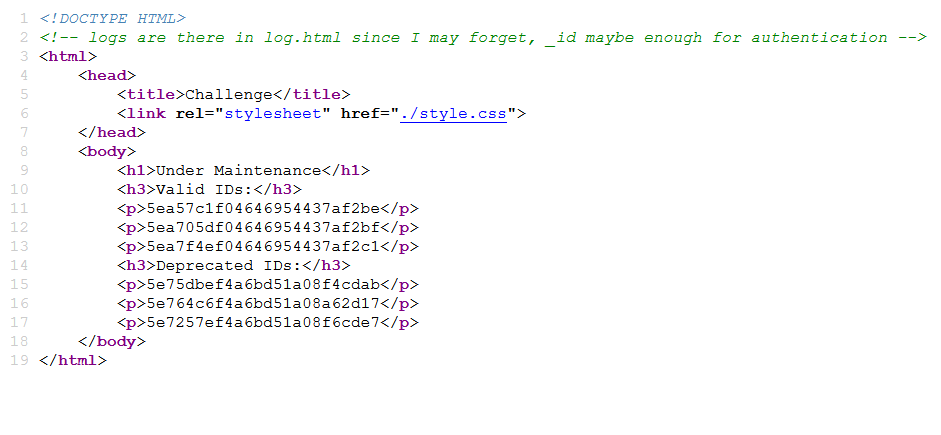 1 <!DOCTYPE HTML>
2 <!-- logs are there in log.html since I may forget, _id maybe enough for authentication -->
3 <html>
4     <head>
5         <title>Challenge</title>
6         <link rel="stylesheet" href="./style.css">
7     </head>
8     <body>
9         <h1>Under Maintenance</h1>
10         <h3>Valid IDs:</h3>
11         <p>5ea57c1f04646954437af2be</p>
12         <p>5ea705df04646954437af2bf</p>
13         <p>5ea7f4ef04646954437af2c1</p>
14         <h3>Deprecated IDs:</h3>
15         <p>5e75dbef4a6bd51a08f4cdab</p>
16         <p>5e764c6f4a6bd51a08a62d17</p>
17         <p>5e7257ef4a6bd51a08f6cde7</p>
18     </body>
19 </html>